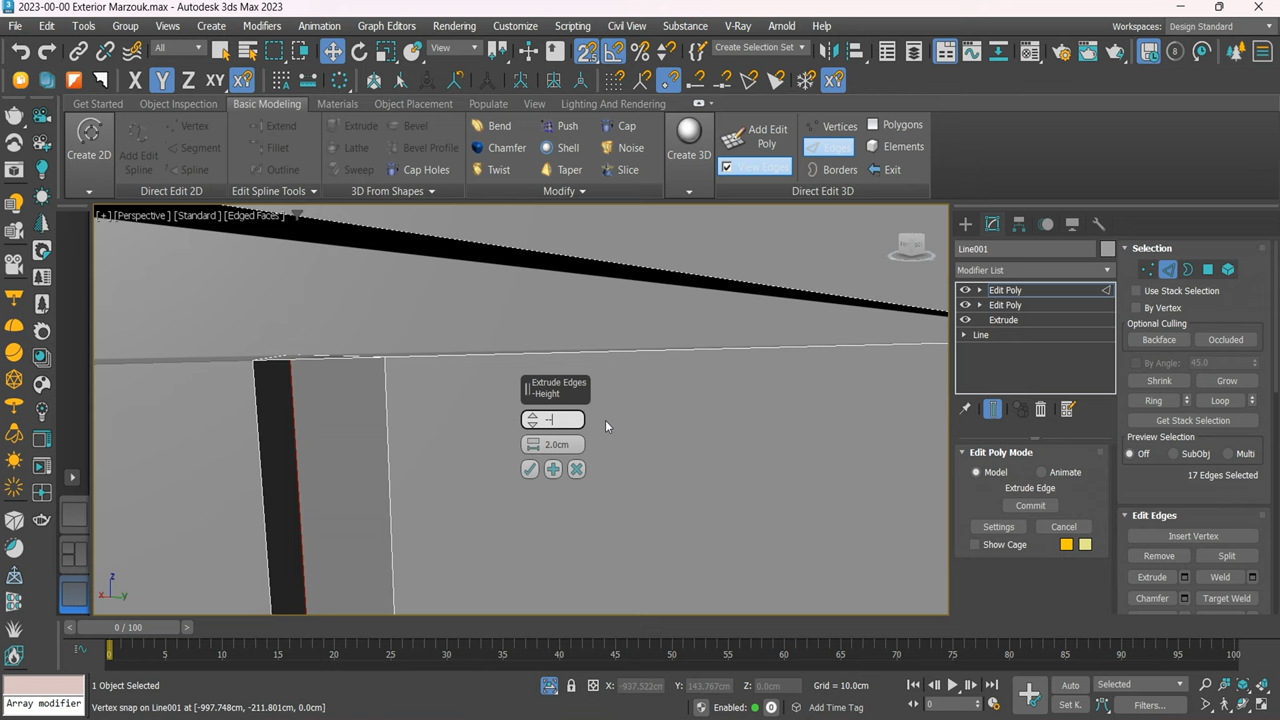 2023-00-00 Exterior Marzouk.max - Autodesk 3ds Max 2023
File Edit Tools Group Views Create Modifiers Animation Graph Editors Rendering Customize Scripting Civil View Substance V-Ray Arnold Help
Workspaces: Design Standard
All View Create Selection Set
X Y Z XY
Get Started Object Inspection Basic Modeling Materials Object Placement Populate View Lighting And Rendering
Create 2D
Add Edit Spline
Vertex
Segment
Spline
Direct Edit 2D
Extend
Fillet
Outline
Edit Spline Tools
Extrude Bevel
Lathe Bevel Profile
Sweep Cap Holes
3D From Shapes
Bend Push Cap
Chamfer Shell Noise
Twist Taper Slice
Modify
Create 3D
Add Edit Poly
View Edges
Vertices Polygons
Edges Elements
Borders Exit
Direct Edit 3D
[+] [Perspective ] [Standard ] [Edged Faces ]
Extrude Edges
-Height
-
2.0cm
z
x
y
Line001
Modifier List
Edit Poly
Edit Poly
Extrude
Line
Edit Poly Mode
Model Animate
Extrude Edge
Commit
Settings Cancel
Show Cage
Selection
Use Stack Selection
By Vertex
Optional Culling
Backface Occluded
By Angle: 45.0
Shrink Grow
Ring Loop
Get Stack Selection
Preview Selection
Off SubObj Multi
17 Edges Selected
Edit Edges
Insert Vertex
Remove Split
Extrude Weld
Chamfer Target Weld
< 0 / 100 >
0 5 10 15 20 25 30 35 40 45 50 55 60 65 70 75 80 85 90 95 100
Array modifier
1 Object Selected
Vertex snap on Line001 at [-997.748cm, -211.801cm, 0.0cm]
X: -937.522cm Y: 143.767cm Z: 0.0cm Grid = 10.0cm
Enabled: 0 Add Time Tag
0
Auto Selected
Set K. Filters...